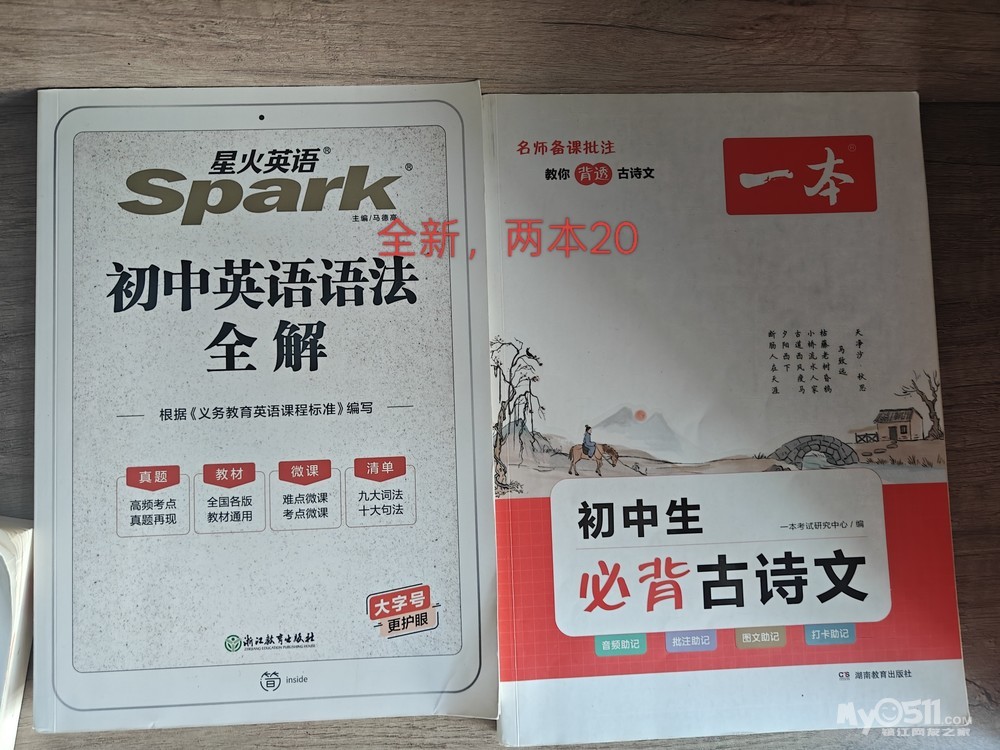 星火英语®
Spark®
主编/马德高
初中英语语法
全解
根据《义务教育英语课程标准》编写
真题
高频考点
真题再现
教材
全国各版
教材通用
微课
难点微课
考点微课
清单
九大词法
十大句法
大字号
更护眼
浙江教育出版社
ZHEJIANG EDUCATION PUBLISHING HOUSE
inside
全新，两本20
名师备课批注
教你背透古诗文
一本®
天净沙 秋思
马致远
枯藤老树昏鸦
小桥流水人家
古道西风瘦马
夕阳西下
断肠人在天涯
初中生
一本考试研究中心/编
必背古诗文
音频助记
批注助记
图文助记
打卡助记
湖南教育出版社
My0511.COM
镇江网友之家